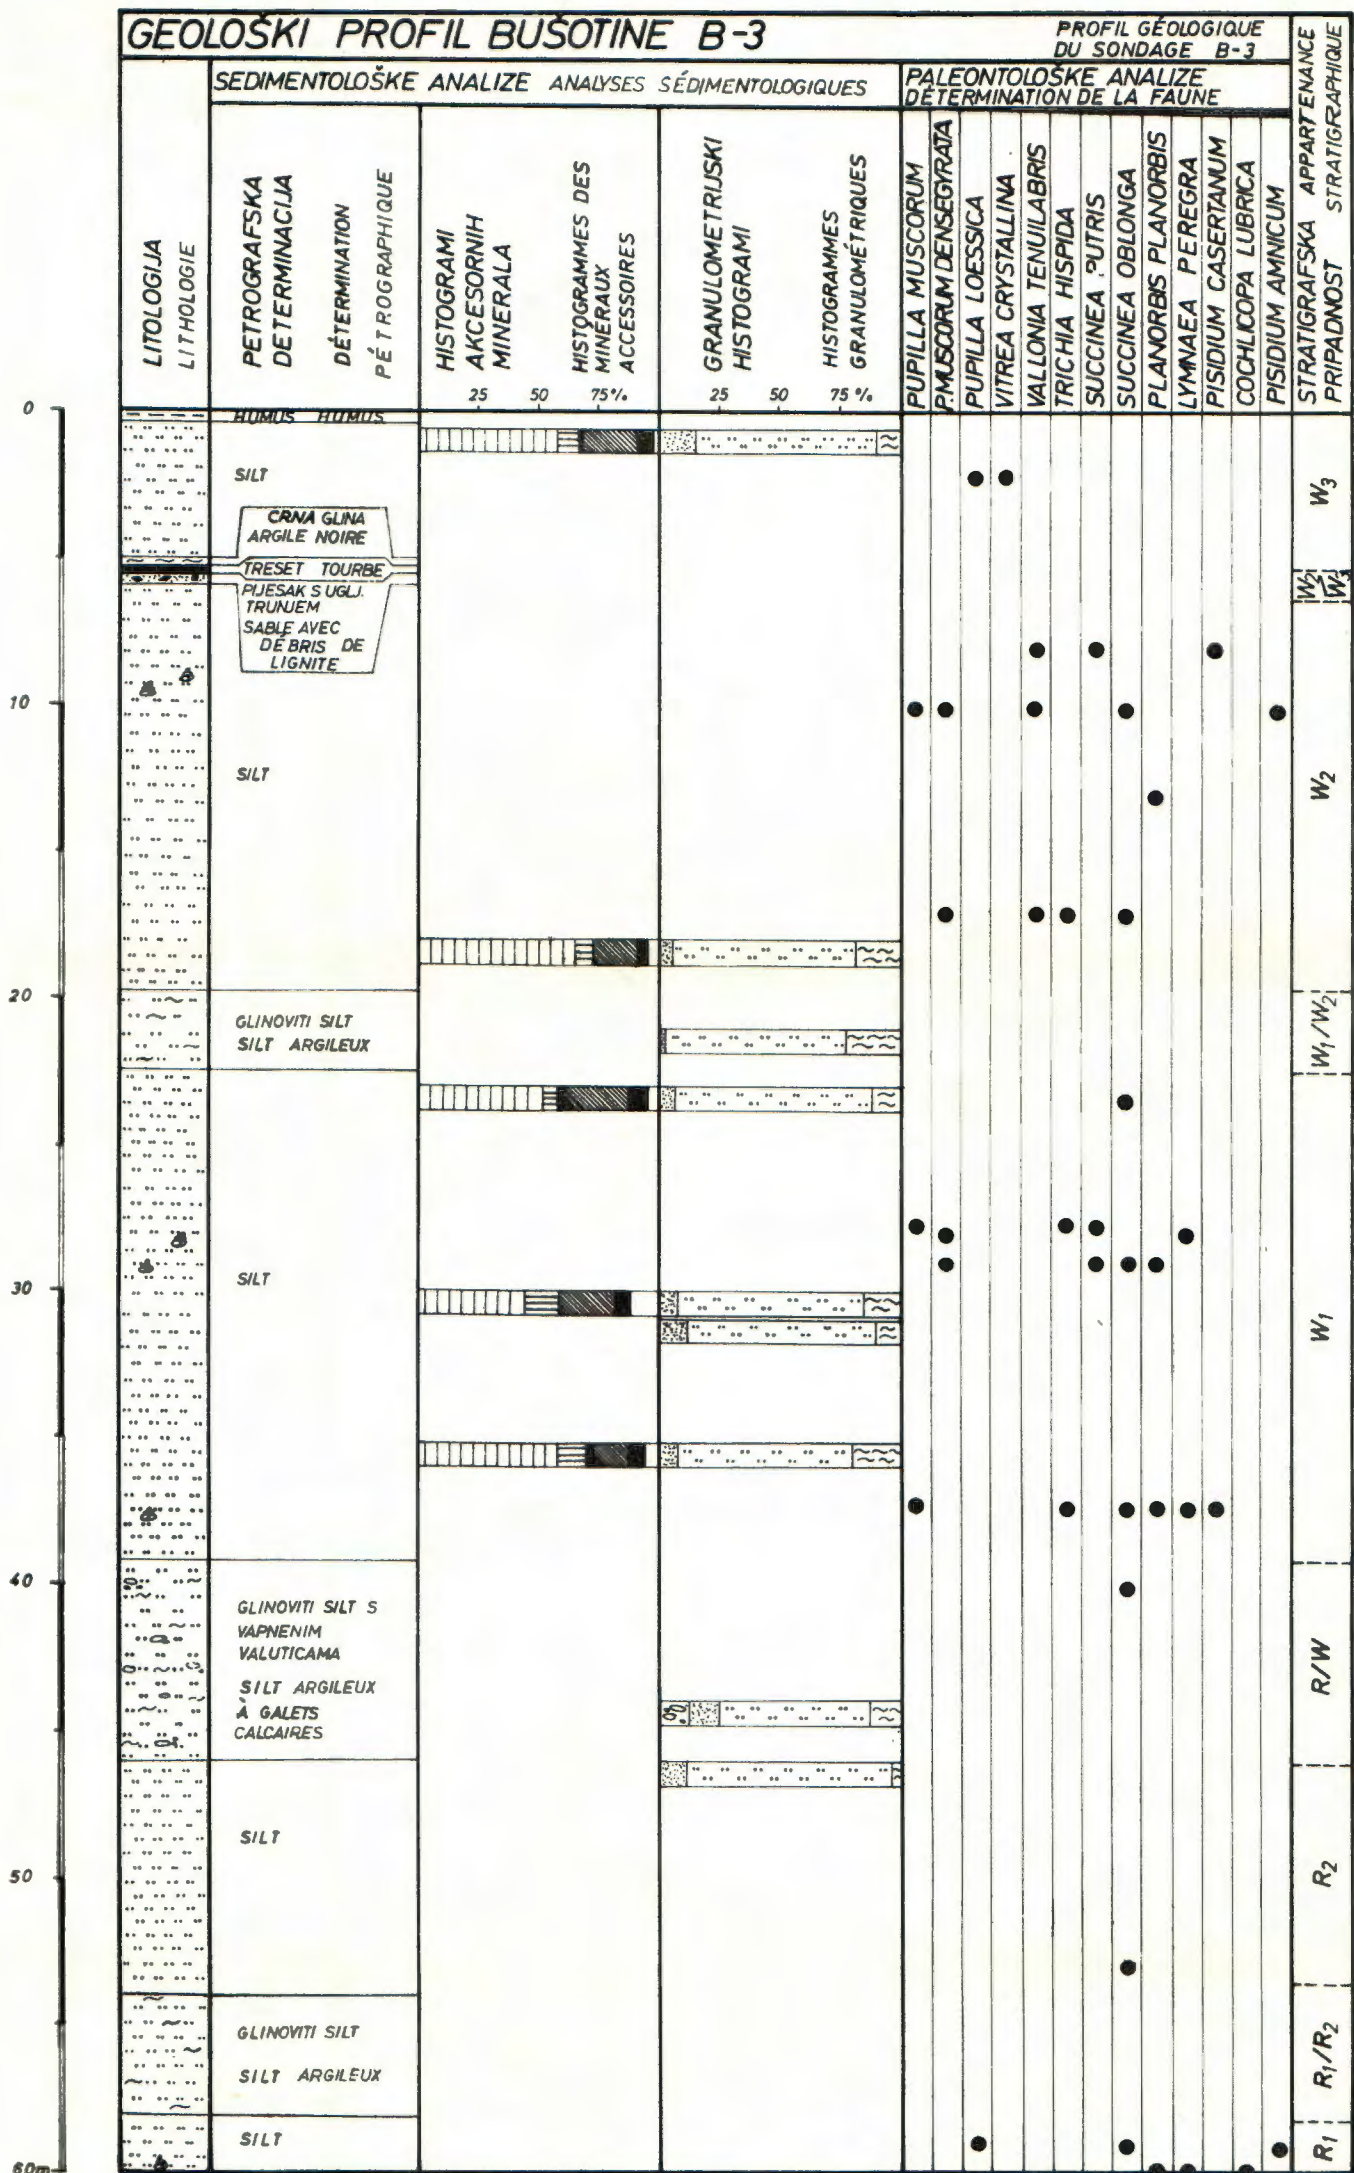 GEOLOŠKI PROFIL BUŠOTINE B-3
PROFIL GÉOLOGIQUE
DU SONDAGE B-3
SEDIMENTOLOŠKE ANALIZE ANALYSES SÉDIMENTOLOGIQUES
PALEONTOLOŠKE ANALIZE
DÉTERMINATION DE LA FAUNE
STRATIGRAFSKA APPARTENANCE
PRIPADNOST STRATIGRAPHIQUE
LITOLOGIJA
LITHOLOGIE
PETROGRAFSKA
DETERMINACIJA
DÉTERMINATION
PÉTROGRAPHIQUE
HISTOGRAMI
AKCESORNIH
MINERALA
HISTOGRAMMES DES
MINÉRAUX
ACCESSOIRES
25 50 75%
GRANULOMETRIJSKI
HISTOGRAMI
HISTOGRAMMES
GRANULOMÉTRIQUES
25 50 75%
PUPILLA MUSCORUM
P.MUSCORUM DENSEGYRATA
PUPILLA LOESSICA
VITREA CRYSTALLINA
VALLONIA TENUILABRIS
TRICHIA HISPIDA
SUCCINEA PUTRIS
SUCCINEA OBLONGA
PLANORBIS PLANORBIS
LYMNAEA PEREGRA
PISIDIUM CASERTANUM
COCHLICOPA LUBRICA
PISIDIUM AMNICUM
0
HUMUS HUMUS
SILT
W3
CRNA GLINA
ARGILE NOIRE
TRESET TOURBE
W2/W3
PIJESAK S UGLJ.
TRUNJEM
SABLE AVEC
DÉBRIS DE
LIGNITE
10
SILT
W2
20
GLINOVITI SILT
SILT ARGILEUX
W1/W2
SILT
30
W1
40
GLINOVITI SILT S
VAPNENIM
VALUTICAMA
SILT ARGILEUX
À GALETS
CALCAIRES
R/W
SILT
50
R2
GLINOVITI SILT
SILT ARGILEUX
R1/R2
SILT
R1
60m